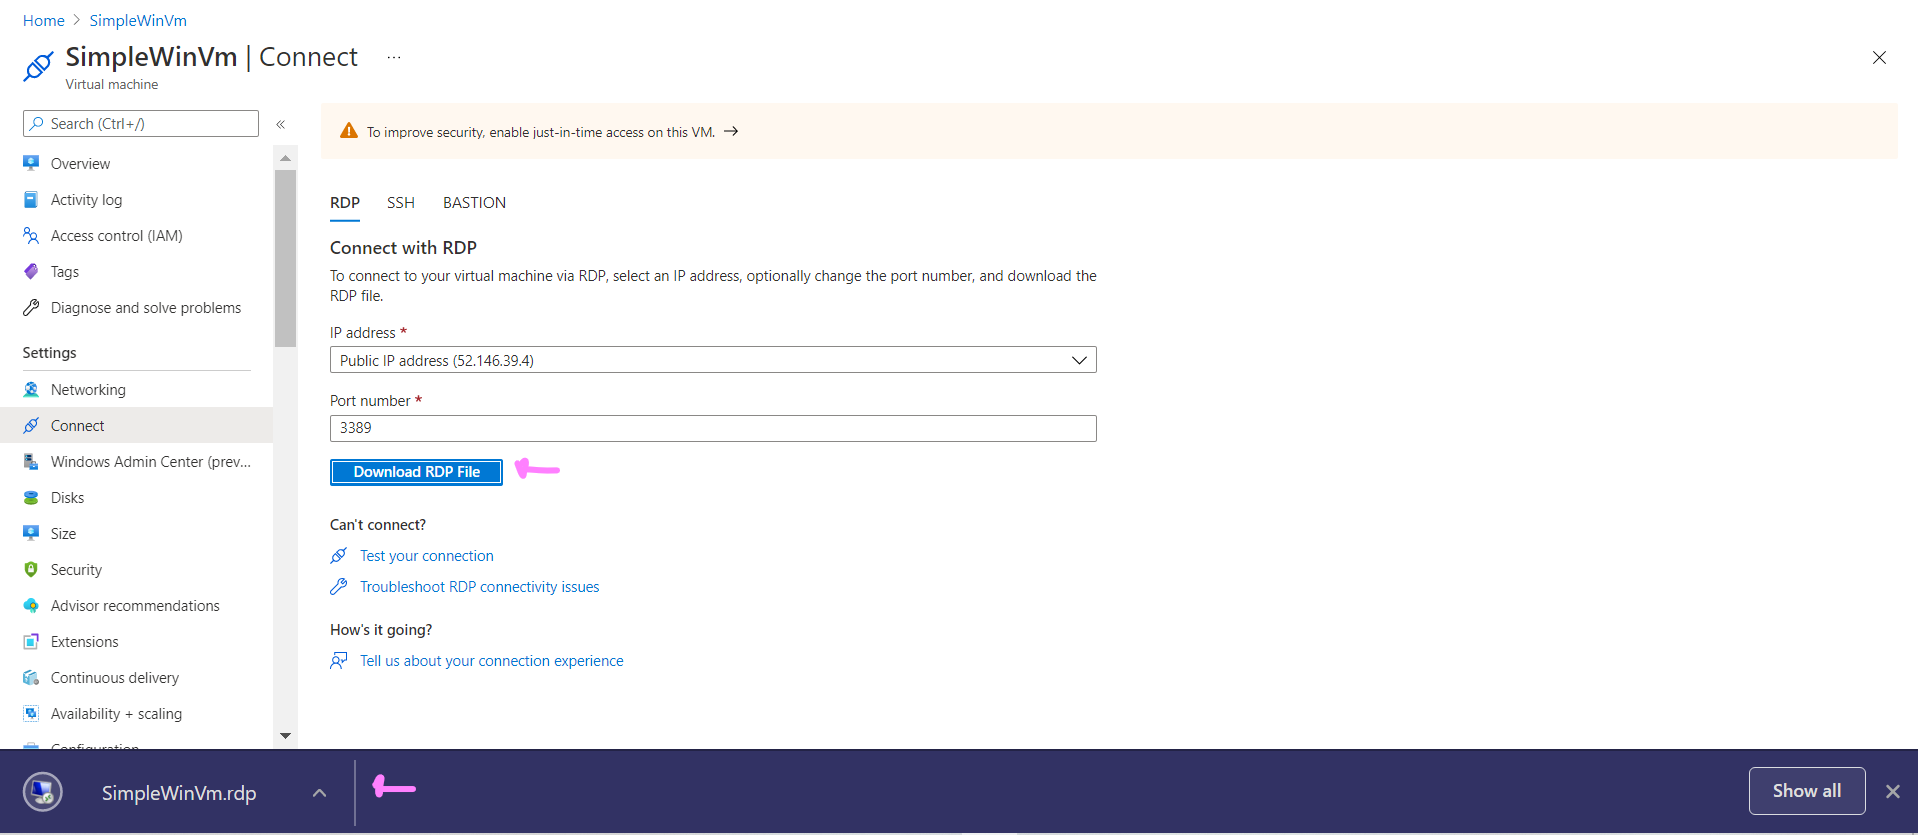 Home > SimpleWinVm
SimpleWinVm | Connect ...
Virtual machine
Search (Ctrl+/)
«
Overview
Activity log
Access control (IAM)
Tags
Diagnose and solve problems
Settings
Networking
Connect
Windows Admin Center (prev...
Disks
Size
Security
Advisor recommendations
Extensions
Continuous delivery
Availability + scaling
Configuration
To improve security, enable just-in-time access on this VM. →
RDP SSH BASTION
Connect with RDP
To connect to your virtual machine via RDP, select an IP address, optionally change the port number, and download the
RDP file.
IP address *
Public IP address (52.146.39.4)
Port number *
3389
Download RDP File
Can't connect?
Test your connection
Troubleshoot RDP connectivity issues
How's it going?
Tell us about your connection experience
SimpleWinVm.rdp
Show all